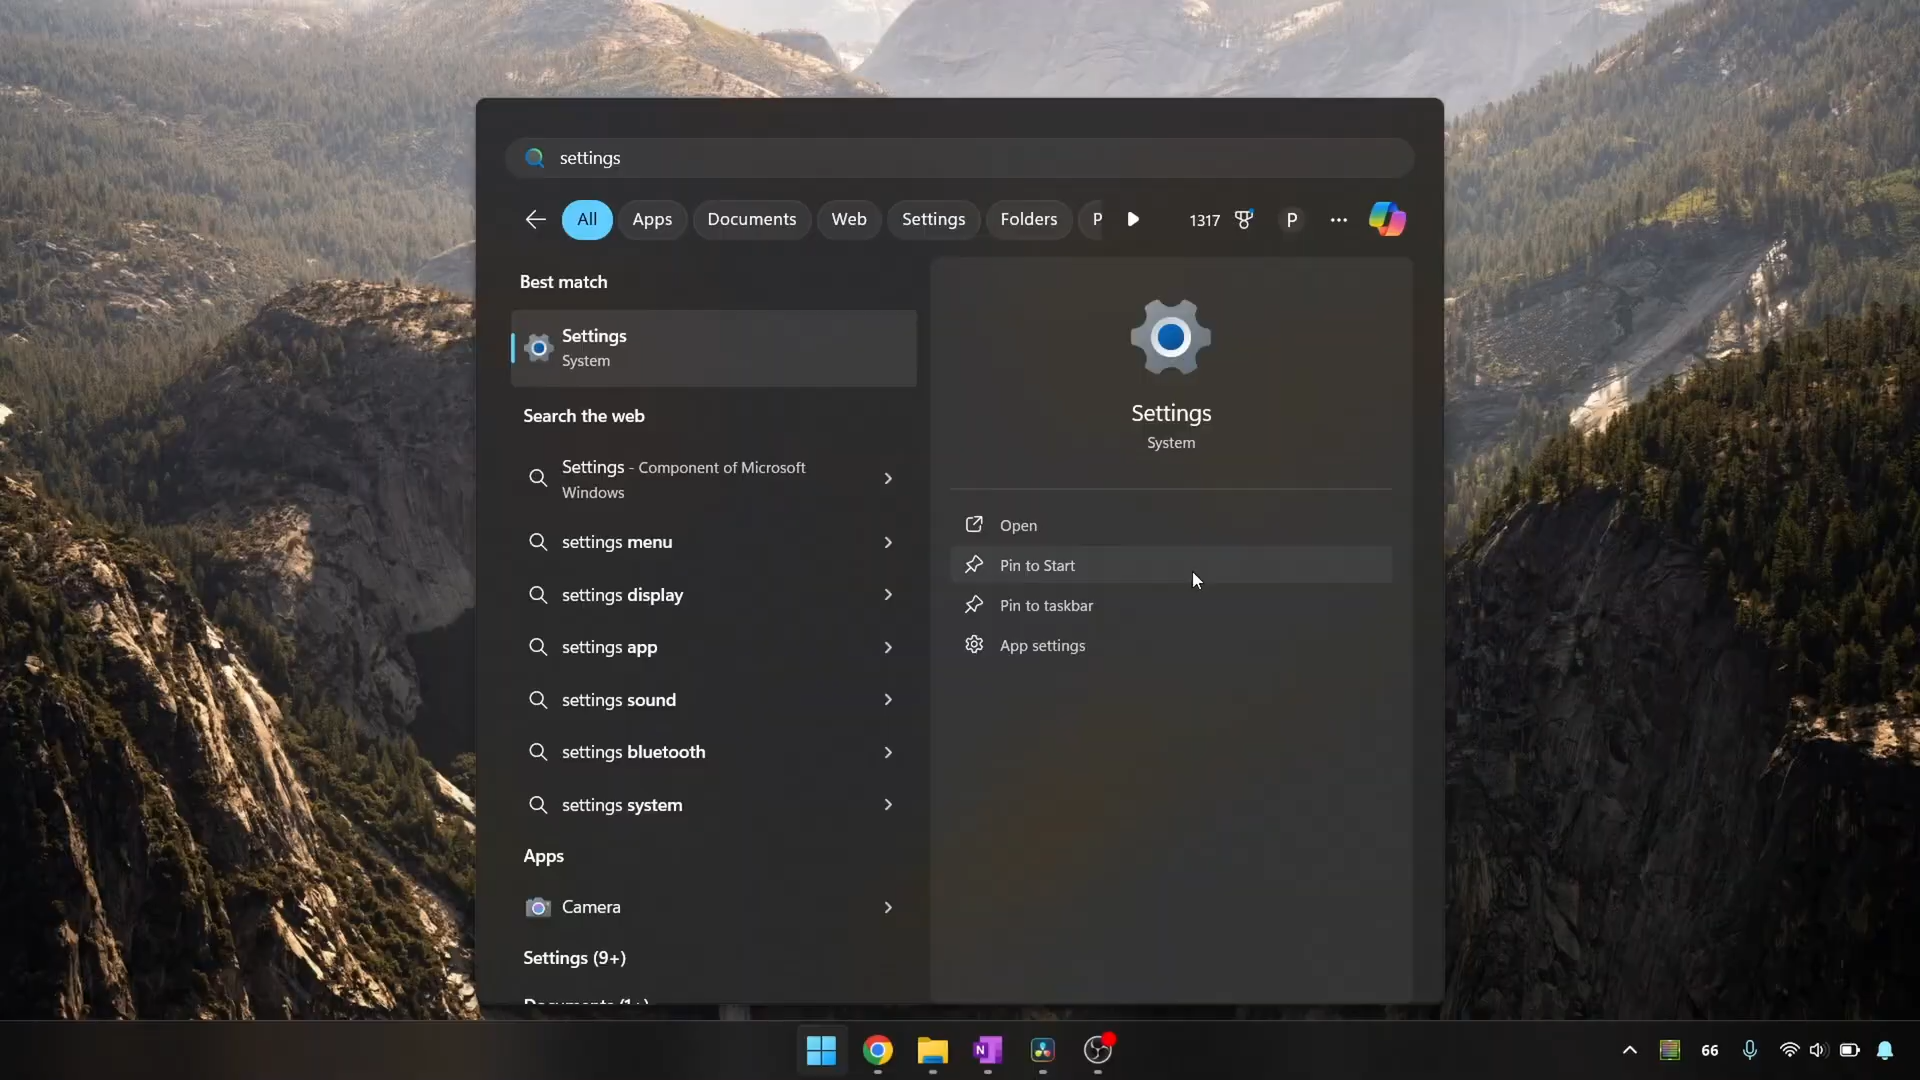 settings
All Apps Documents Web Settings Folders P 1317 P
Best match
Settings
System
Search the web
Settings - Component of Microsoft
Windows
settings menu
settings display
settings app
settings sound
settings bluetooth
settings system
Apps
Camera
Settings (9+)
Documents (1+)
Settings
System
Open
Pin to Start
Pin to taskbar
App settings
N 66